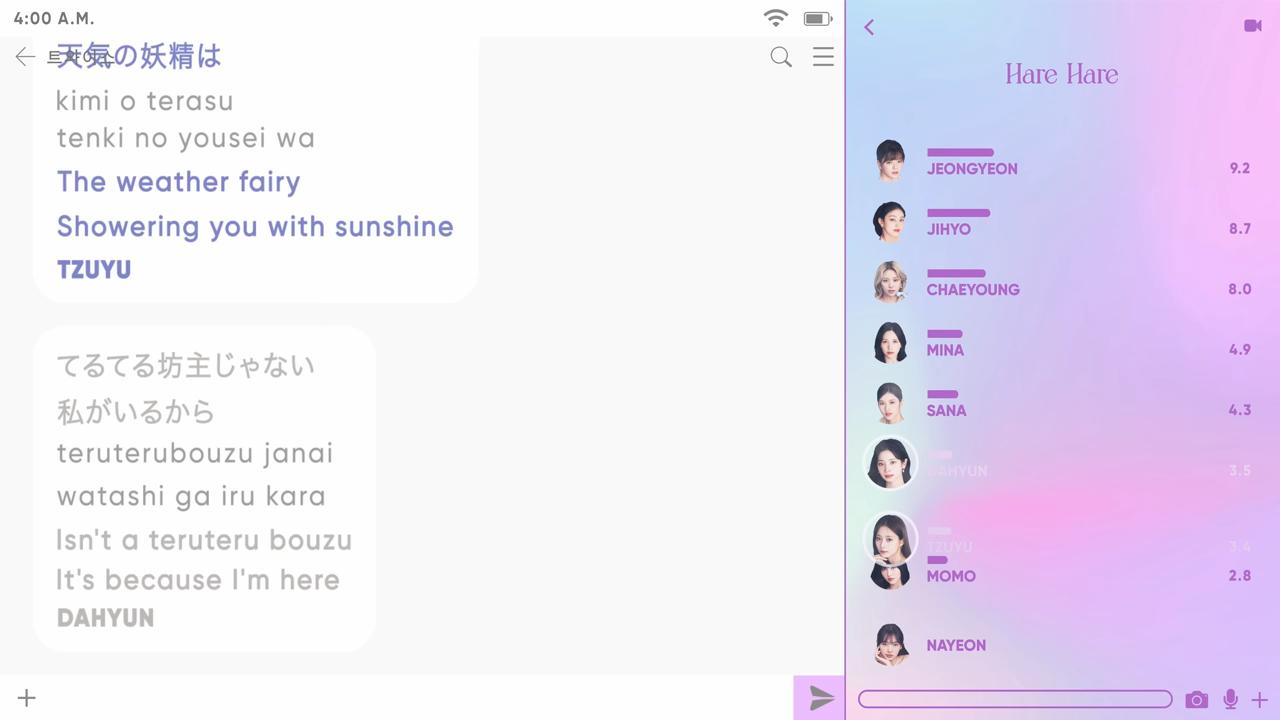 4:00 A.M.
트와이스
天気の妖精は
kimi o terasu
tenki no yousei wa
The weather fairy
Showering you with sunshine
TZUYU
てるてる坊主じゃない
私がいるから
teruterubouzu janai
watashi ga iru kara
Isn't a teruteru bouzu
It's because I'm here
DAHYUN
Hare Hare
JEONGYEON 9.2
JIHYO 8.7
CHAEYOUNG 8.0
MINA 4.9
SANA 4.3
DAHYUN 3.5
TZUYU 3.4
MOMO 2.8
NAYEON